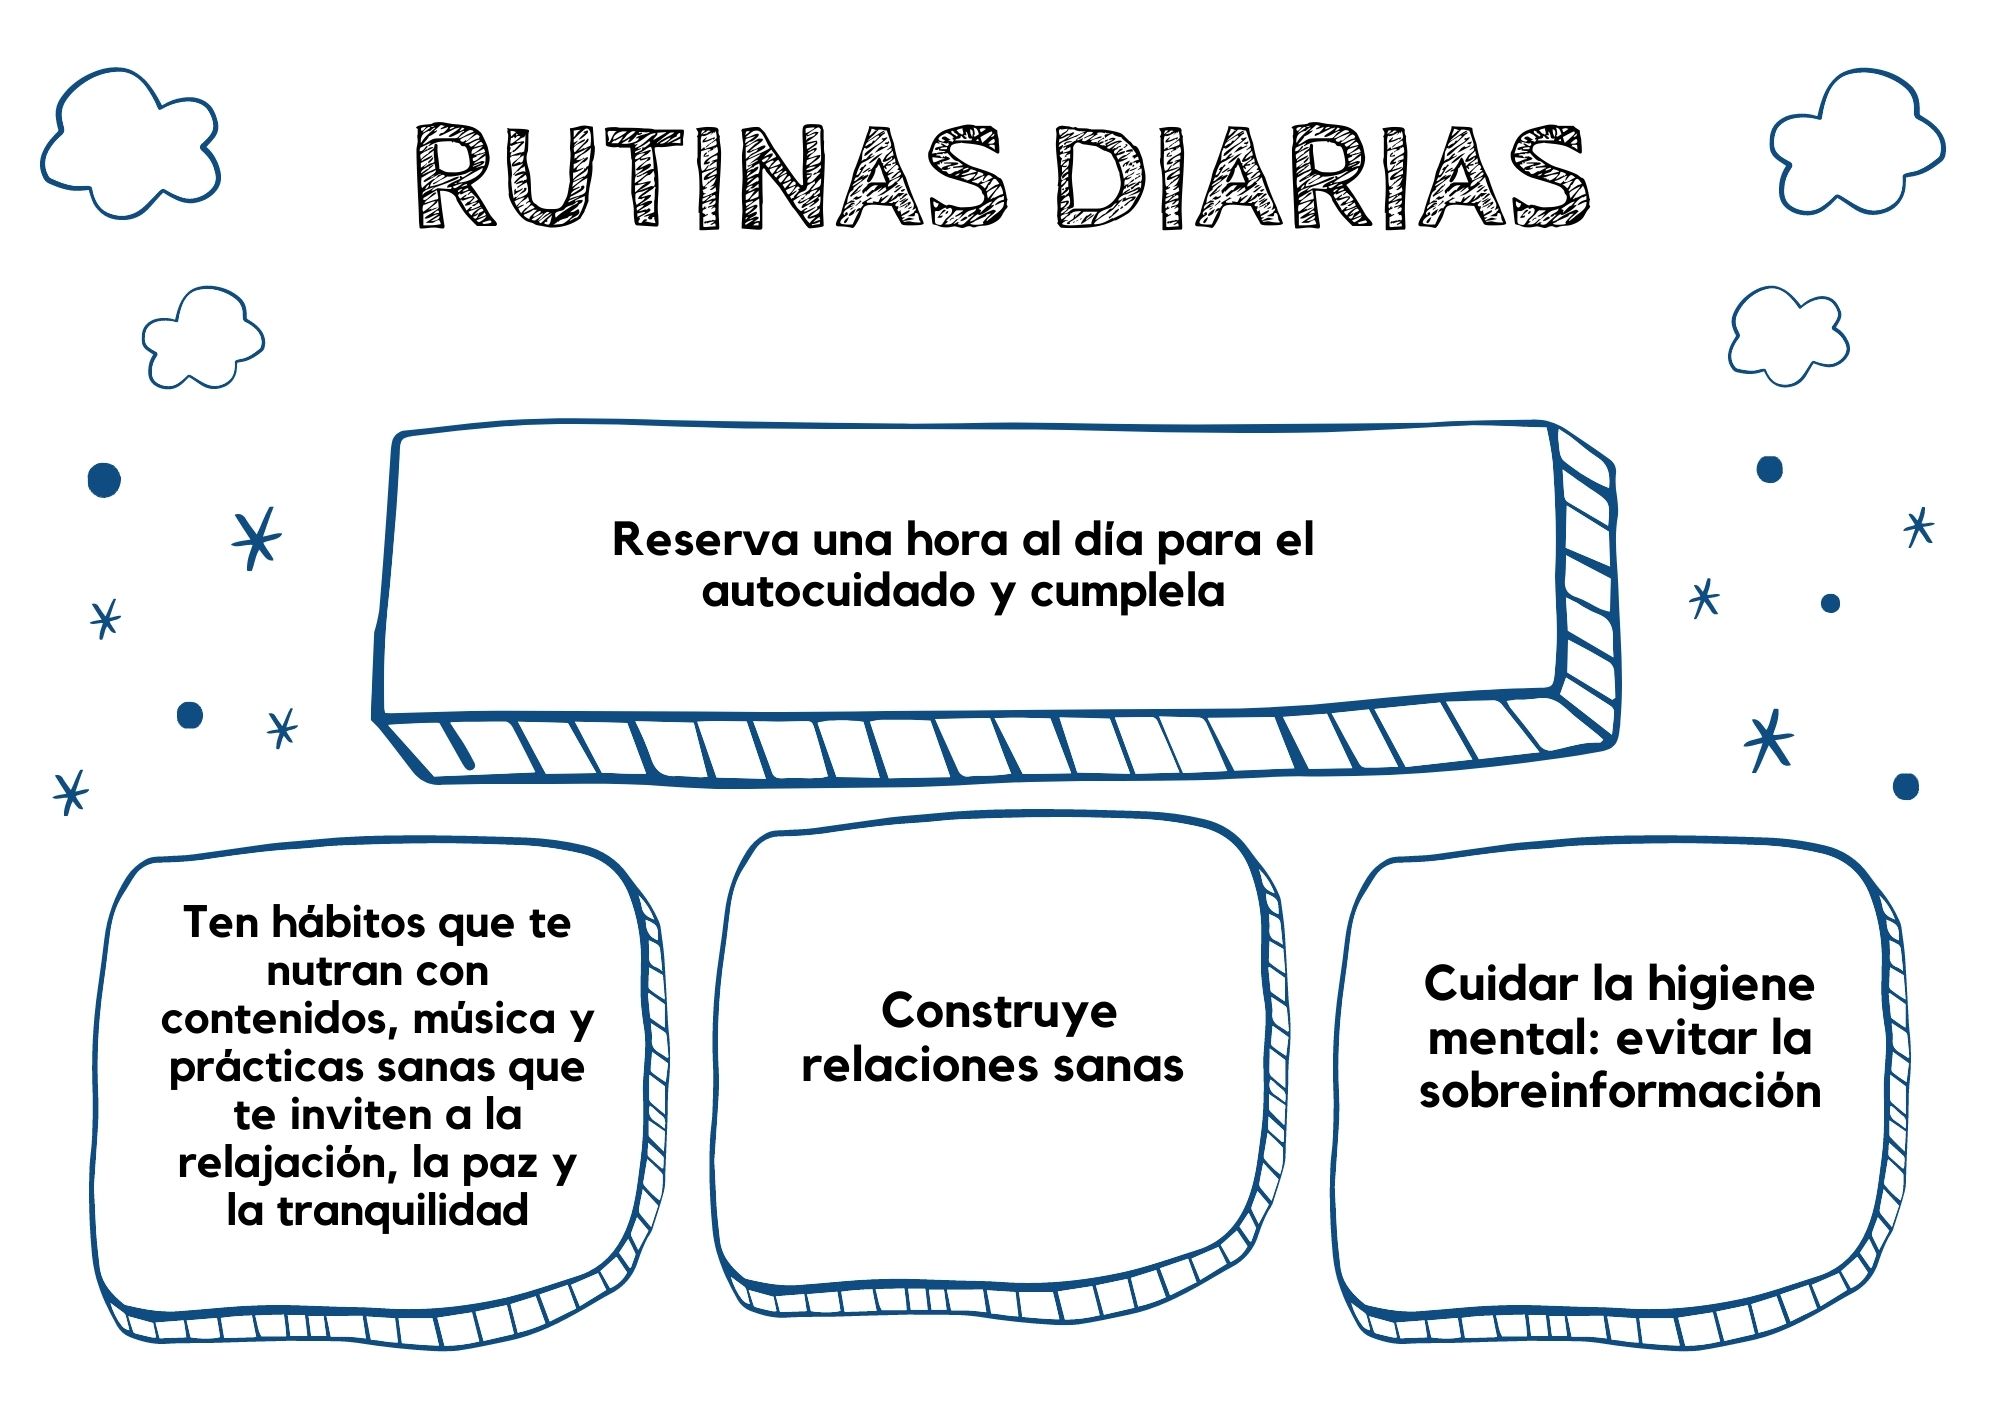 RUTINAS DIARIAS
Reserva una hora al día para el
autocuidado y cumplela
Ten hábitos que te
nutran con
contenidos, música y
prácticas sanas que
te inviten a la
relajación, la paz y
la tranquilidad
Construye
relaciones sanas
Cuidar la higiene
mental: evitar la
sobreinformación